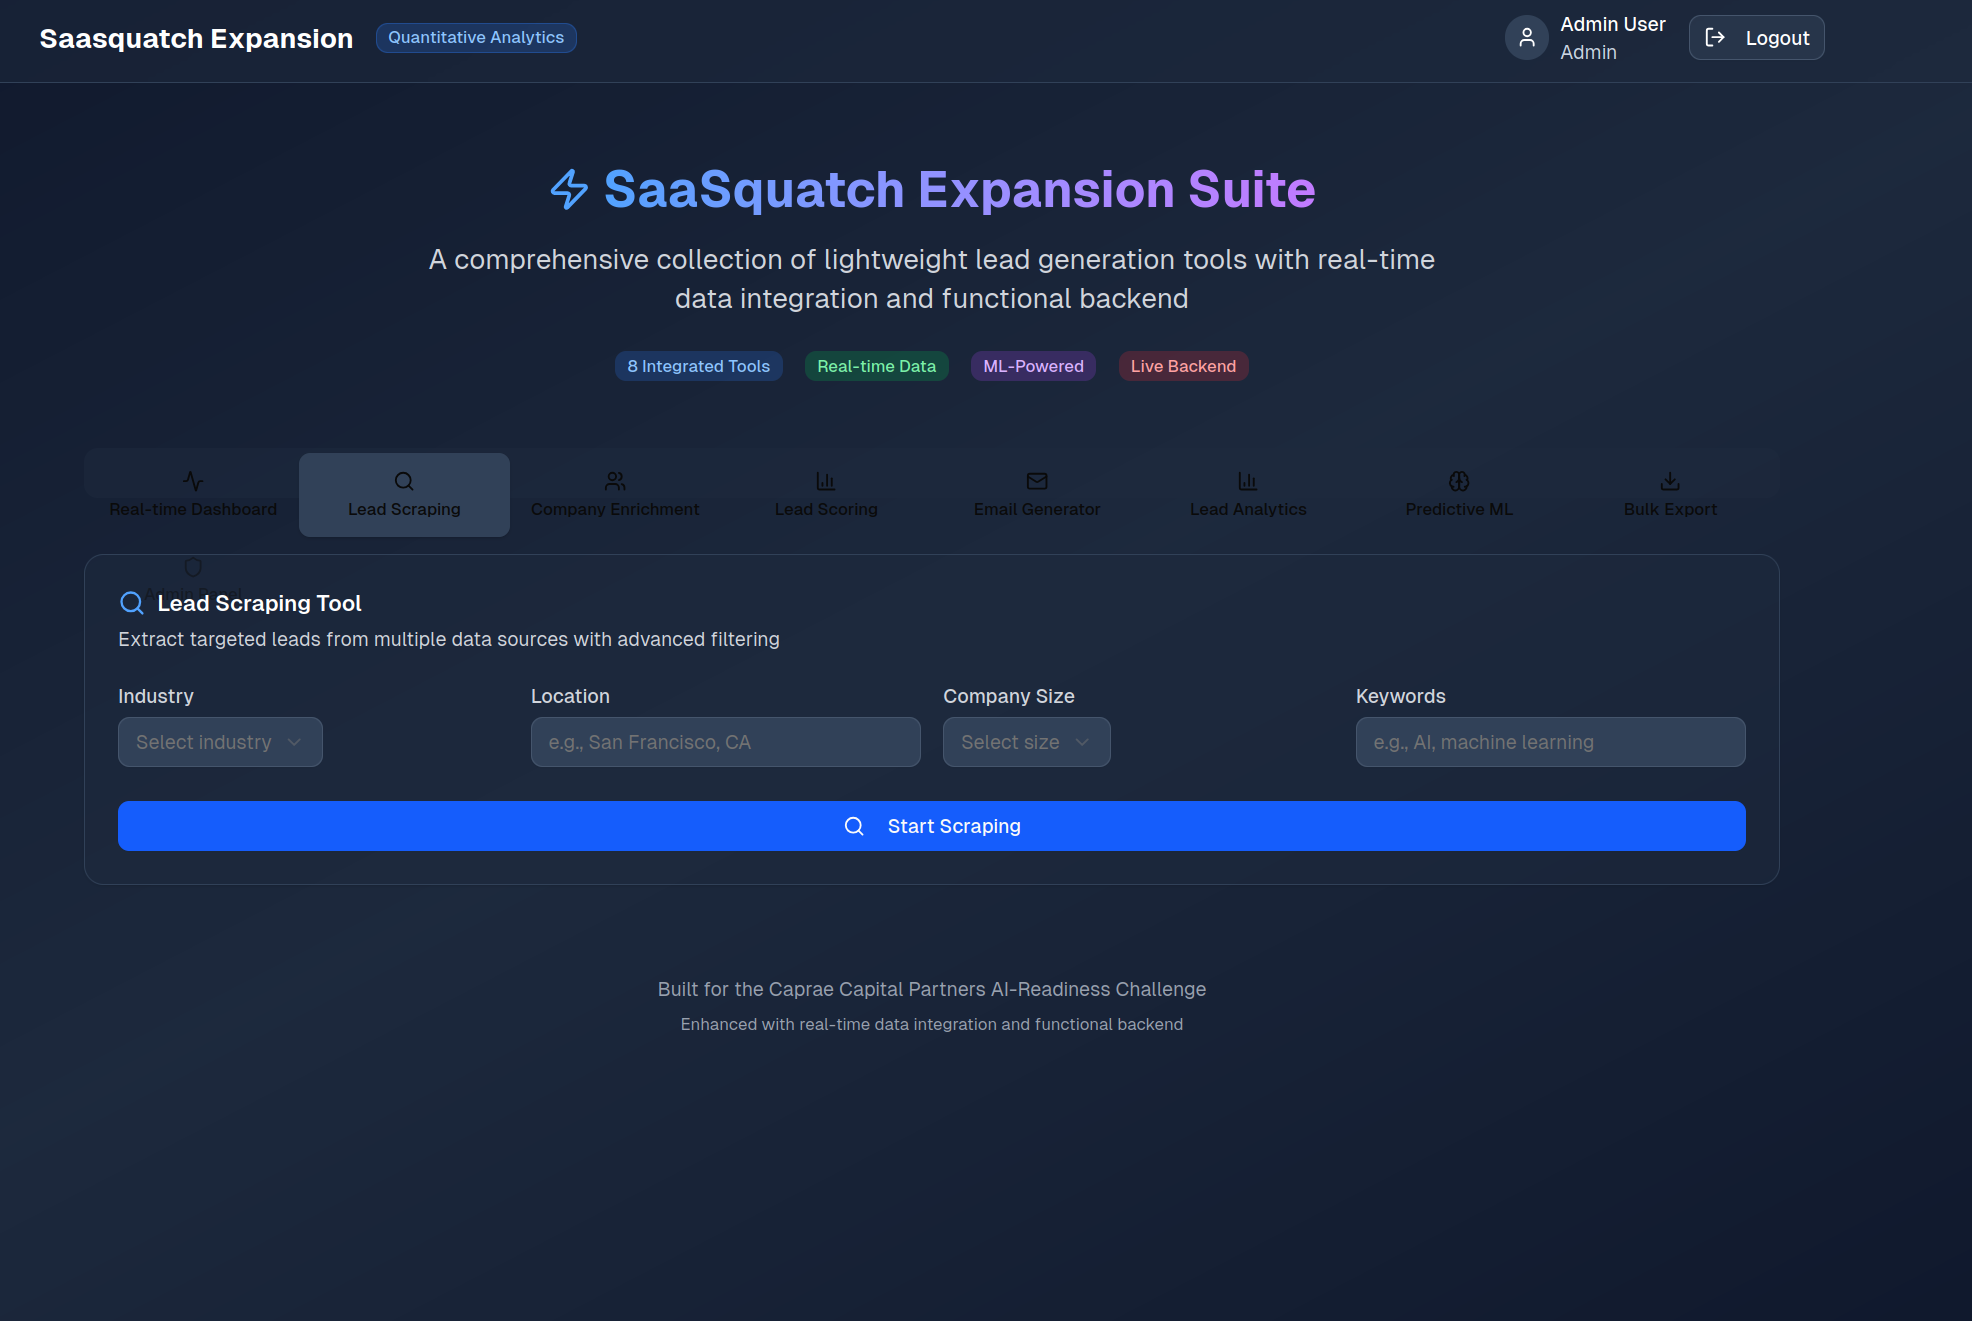 Saasquatch Expansion
Quantitative Analytics
Admin User
Admin
Logout
SaaSquatch Expansion Suite
A comprehensive collection of lightweight lead generation tools with real-time
data integration and functional backend
8 Integrated Tools
Real-time Data
ML-Powered
Live Backend
Real-time Dashboard
Lead Scraping
Company Enrichment
Lead Scoring
Email Generator
Lead Analytics
Predictive ML
Bulk Export
Admin Panel
Lead Scraping Tool
Extract targeted leads from multiple data sources with advanced filtering
Industry
Location
Company Size
Keywords
Select industry
e.g., San Francisco, CA
Select size
e.g., AI, machine learning
Start Scraping
Built for the Caprae Capital Partners AI-Readiness Challenge
Enhanced with real-time data integration and functional backend